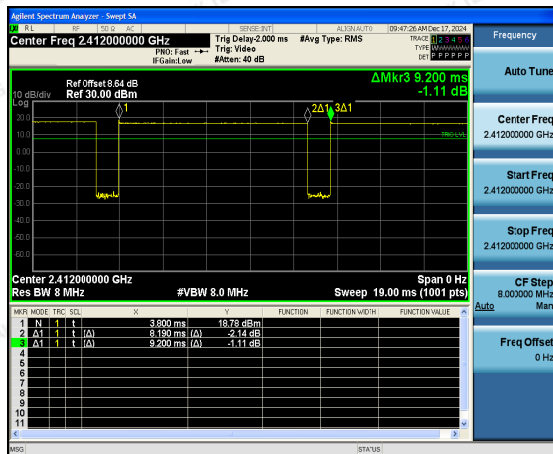 Agilent Spectrum Anayzer - Swept SA
RL RF 50 Ω AC SENSE:INT ALIGN AUTO 09:47:26 AM Dec 17, 2024
Center Freq 2.412000000 GHz
PNO: Fast
IFGain:Low
Trig Delay-2.000 ms
Trig: Video
#Atten: 40 dB
#Avg Type: RMS
TRACE 1 2 3 4 5 6
TYPE WWWWWW
DET P P P P P P
Frequency
Auto Tune
Center Freq
2.412000000 GHz
Start Freq
2.412000000 GHz
Stop Freq
2.412000000 GHz
CF Step
8.000000 MHz
Auto Man
Freq Offset
0 Hz
ΔMkr3 9.200 ms
-1.11 dB
Ref Offset 8.64 dB
10 dB/div Ref 30.00 dBm
Log
1 2Δ1 3Δ1
20.0
10.0
TRIG LVL
0.00
-10.0
-20.0
-30.0
-40.0
-50.0
-60.0
Center 2.412000000 GHz Span 0 Hz
Res BW 8 MHz #VBW 8.0 MHz Sweep 19.00 ms (1001 pts)
MKR MODE TRC SCL X Y FUNCTION FUNCTION WIDTH FUNCTION VALUE
1 N 1 t 3.800 ms 18.78 dBm
2 Δ1 1 t (Δ) 8.190 ms (Δ) -2.14 dB
3 Δ1 1 t (Δ) 9.200 ms (Δ) -1.11 dB
4
5
6
7
8
9
10
11
MSG STATUS